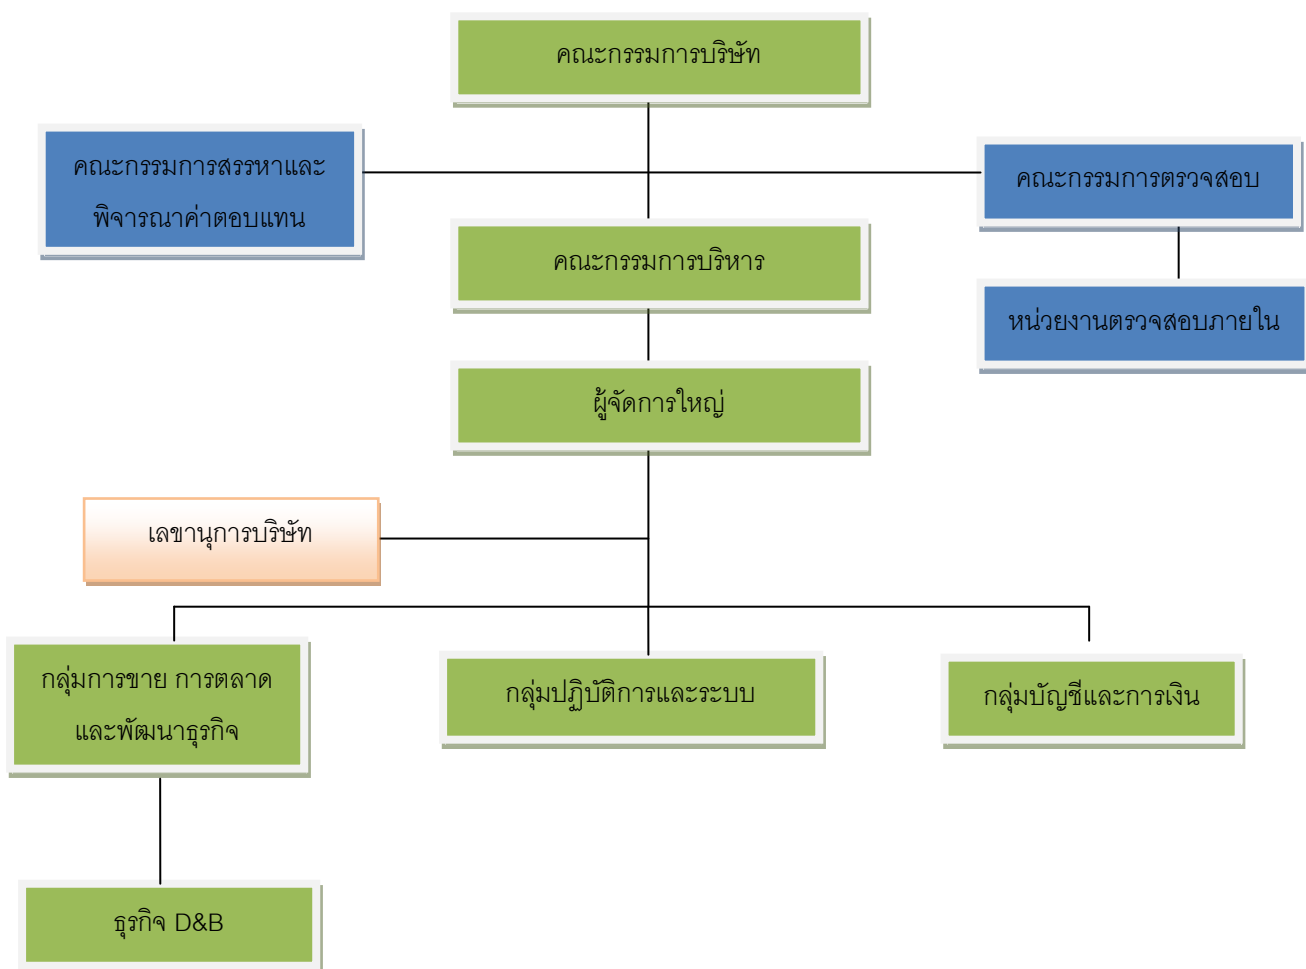 คณะกรรมการบริษัท
คณะกรรมการสรรหาและ
พิจารณาค่าตอบแทน
คณะกรรมการตรวจสอบ
คณะกรรมการบริหาร
หน่วยงานตรวจสอบภายใน
ผู้จัดการใหญ่
เลขานุการบริษัท
กลุ่มการขาย การตลาด
และพัฒนาธุรกิจ
กลุ่มปฏิบัติการและระบบ
กลุ่มบัญชีและการเงิน
ธุรกิจ D&B